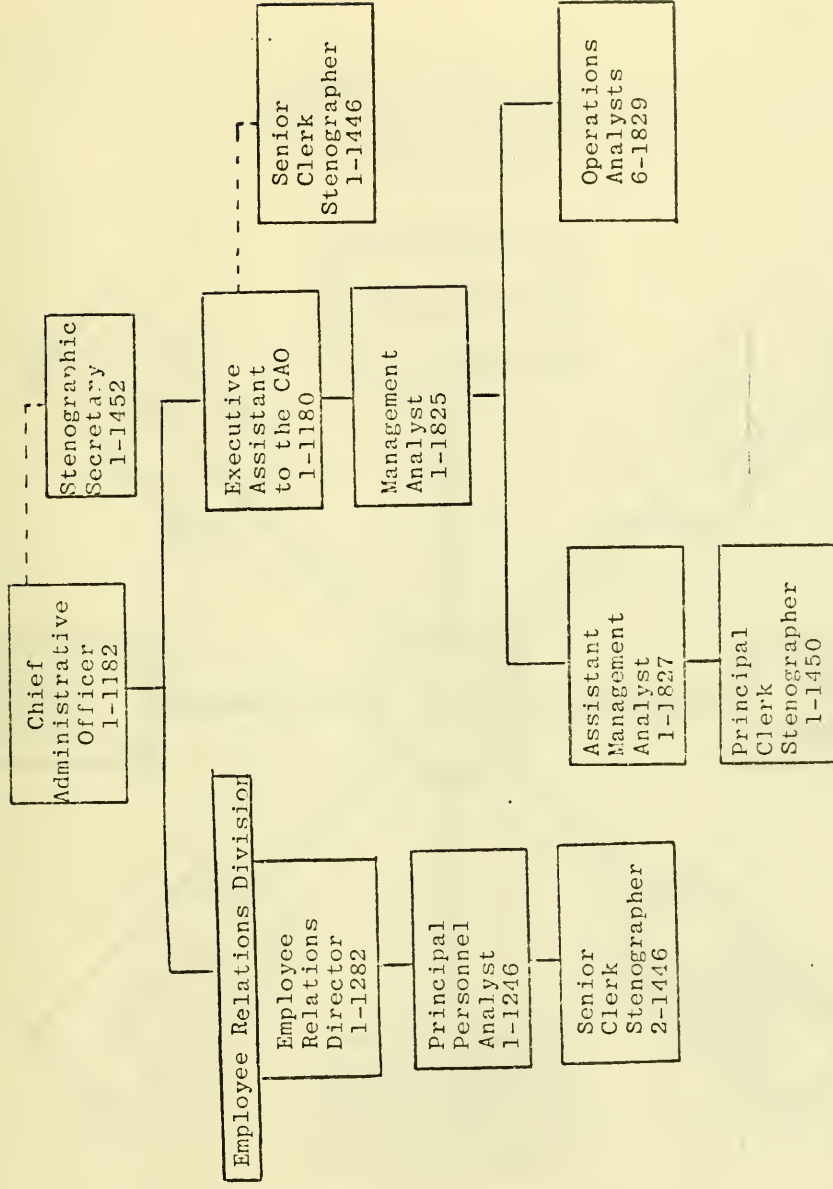 Chief
Administrative
Officer
1-1182
Stenographic
Secretary
1-1452
Employee Relations Division
Employee
Relations
Director
1-1282
Principal
Personnel
Analyst
1-1246
Senior
Clerk
Stenographer
2-1446
Executive
Assistant
to the CAO
1-1180
Senior
Clerk
Stenographer
1-1446
Management
Analyst
1-1825
Assistant
Management
Analyst
1-1827
Principal
Clerk
Stenographer
1-1450
Operations
Analysts
6-1829